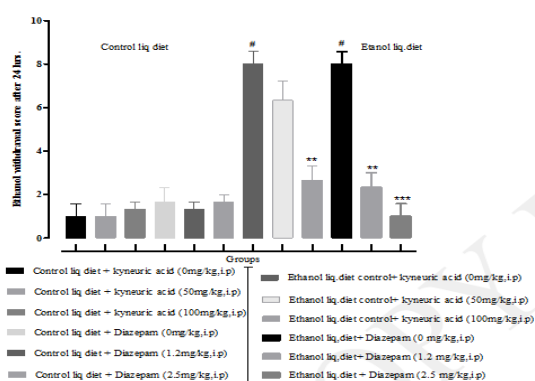 10
Control liq diet
#
#
Etanol liq.diet
8
6
4
**
**
***
2
0
Ethanol withdrawal score after 24 hrs.
Groups
Control liq diet + kyneuric acid (0mg/kg,i.p)
Control liq diet + kyneuric acid (50mg/kg,i.p)
Control liq diet + kyneuric acid (100mg/kg,i.p)
Control liq diet + Diazepam (0mg/kg,i.p)
Control liq diet + Diazepam (1.2mg/kg,i.p)
Control liq diet + Diazepam (2.5mg/kg,i.p)
Ethanol liq.diet control+ kyneuric acid (0mg/kg,i.p)
Ethanol liq.diet control+ kyneuric acid (50mg/kg,i.p)
Ethanol liq.diet control+ kyneuric acid (100mg/kg,i.p)
Ethanol liq.diet+ Diazepam (0 mg/kg,i.p)
Ethanol liq.diet+ Diazepam (1.2 mg/kg,i.p)
Ethanol liq.diet+ Diazepam (2.5 mg/kg,i.p)